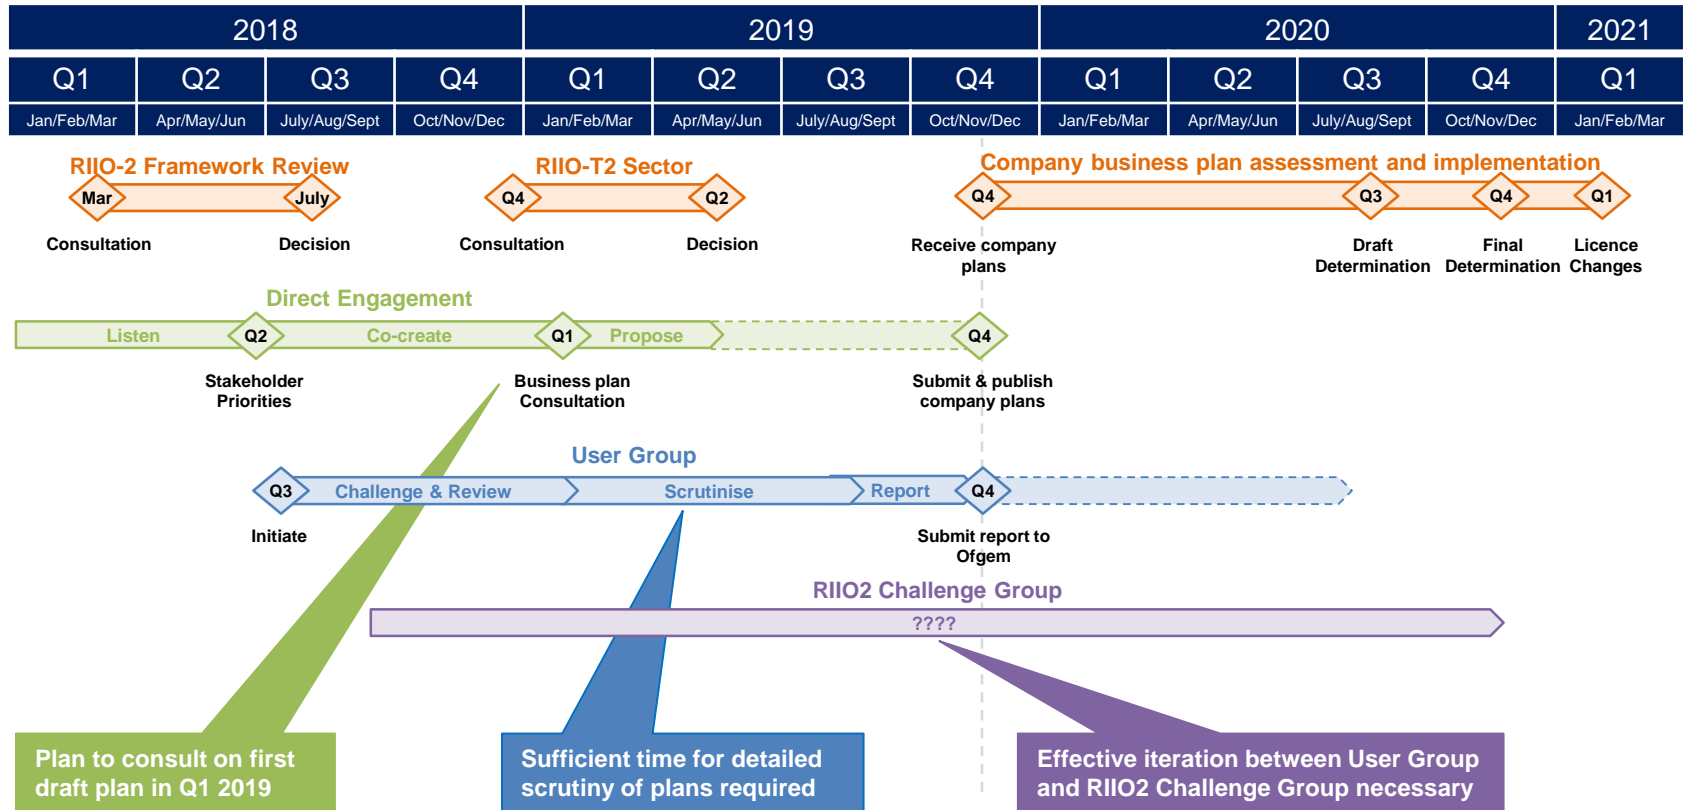 2018 2019 2020 2021
Q1 Q2 Q3 Q4 Q1 Q2 Q3 Q4 Q1 Q2 Q3 Q4 Q1
Jan/Feb/Mar Apr/May/Jun July/Aug/Sept Oct/Nov/Dec Jan/Feb/Mar Apr/May/Jun July/Aug/Sept Oct/Nov/Dec Jan/Feb/Mar Apr/May/Jun July/Aug/Sept Oct/Nov/Dec Jan/Feb/Mar
RIIO-2 Framework Review RIIO-T2 Sector Company business plan assessment and implementation
Mar July Q4 Q2 Q4 Q3 Q4 Q1
Consultation Decision Consultation Decision Receive company Draft Final Licence
plans Determination Determination Changes
Direct Engagement
Listen Q2 Co-create Q1 Propose Q4
Stakeholder Business plan Submit & publish
Priorities Consultation company plans
User Group
Q3 Challenge & Review Scrutinise Report Q4
Initiate Submit report to
Ofgem
RIIO2 Challenge Group
????
Plan to consult on first Sufficient time for detailed Effective iteration between User Group
draft plan in Q1 2019 scrutiny of plans required and RIIO2 Challenge Group necessary